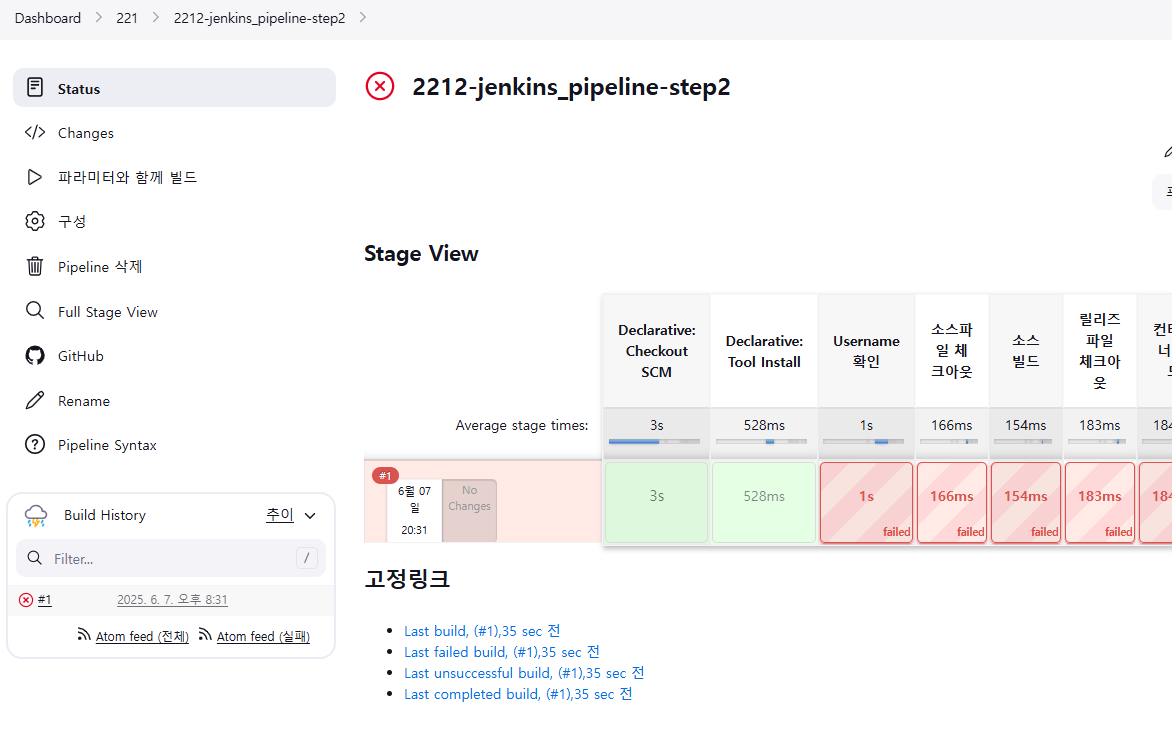 Dashboard > 221 > 2212-jenkins_pipeline-step2 >
Status
Changes
파라미터와 함께 빌드
구성
Pipeline 삭제
Full Stage View
GitHub
Rename
Pipeline Syntax
Build History
추이
Filter...
/
#1
2025. 6. 7. 오후 8:31
Atom feed (전체)
Atom feed (실패)
2212-jenkins_pipeline-step2
Stage View
Declarative:
Checkout
SCM
Declarative:
Tool Install
Username
확인
소스파
일 체
크아웃
소스
빌드
릴리즈
파일
체크아
웃
Average stage times:
3s
528ms
1s
166ms
154ms
183ms
#1
6월 07
일
20:31
No
Changes
3s
528ms
1s
failed
166ms
failed
154ms
failed
183ms
failed
고정링크
Last build, (#1),35 sec 전
Last failed build, (#1),35 sec 전
Last unsuccessful build, (#1),35 sec 전
Last completed build, (#1),35 sec 전